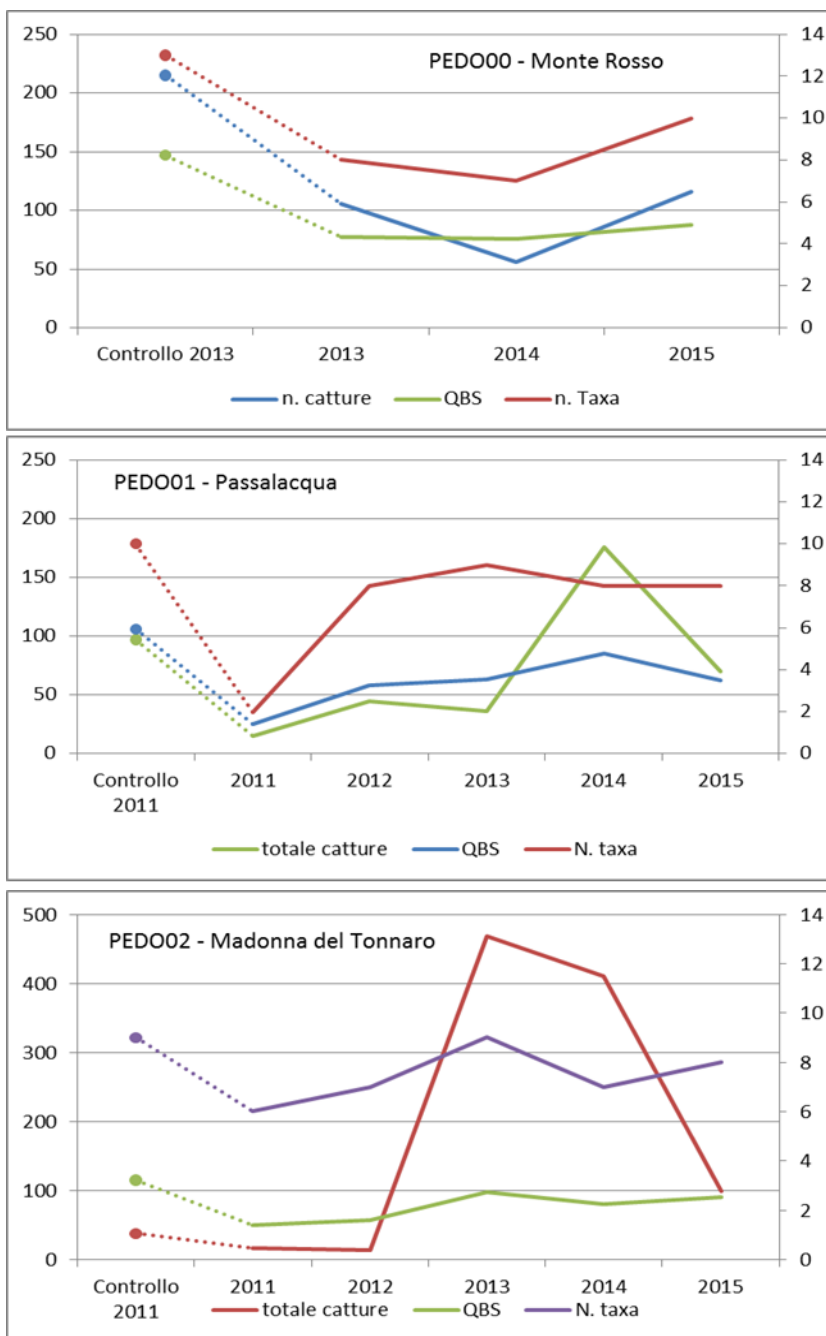 PEDO00 - Monte Rosso
250 14
200 12
150 10
100 8
50 6
0 4
2
0
Controllo 2013 2013 2014 2015
n. catture QBS n. Taxa
PEDO01 - Passalacqua
250 14
200 12
150 10
100 8
50 6
0 4
2
0
Controllo 2011 2012 2013 2014 2015
2011
totale catture QBS N. taxa
PEDO02 - Madonna del Tonnaro
500 14
400 12
300 10
200 8
100 6
0 4
2
0
Controllo 2011 2012 2013 2014 2015
2011
totale catture QBS N. taxa